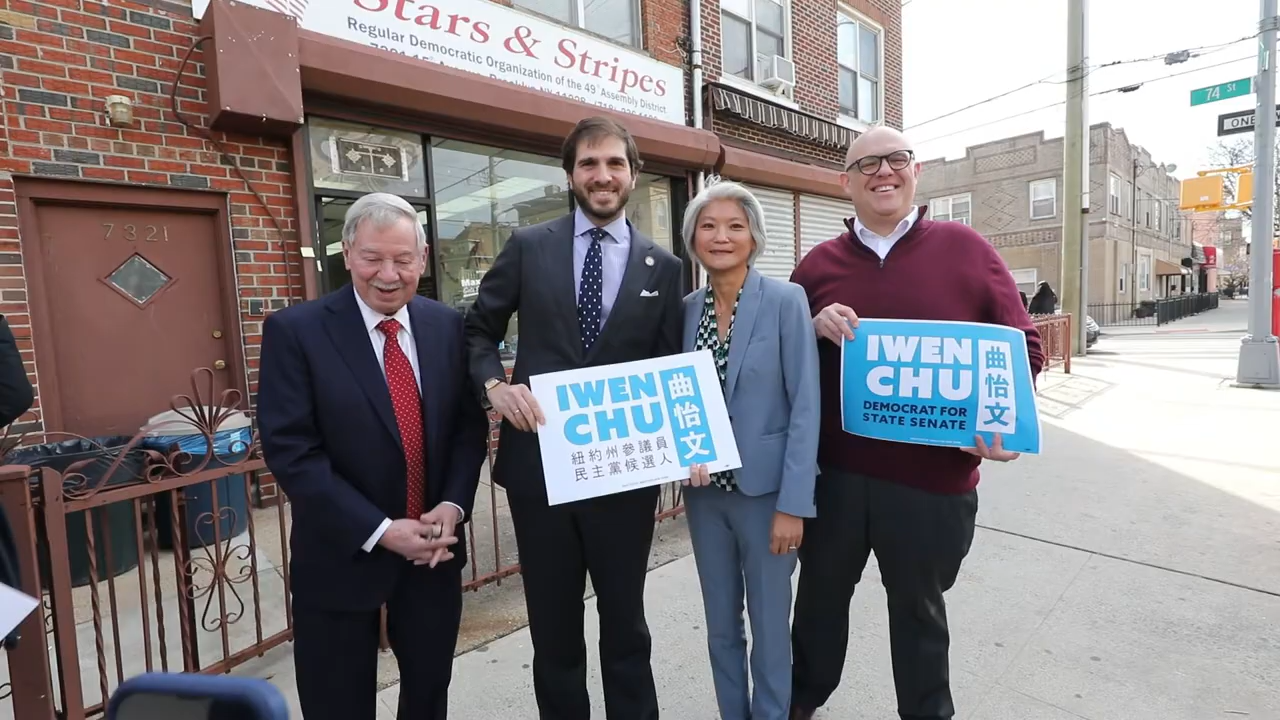 Stars & Stripes
Regular Democratic Organization of the 49th Assembly District
74 ST
ONE
7321
IWEN
CHU
曲怡文
紐約州參議員
民主黨候選人
IWEN
CHU
曲怡文
DEMOCRAT FOR
STATE SENATE